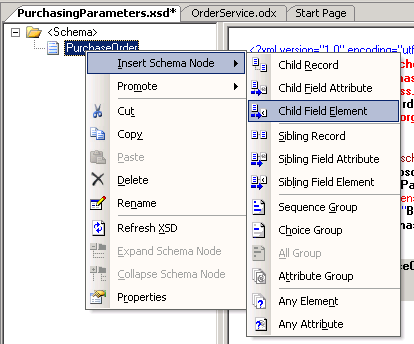 PurchasingParameters.xsd*
OrderService.odx
Start Page
<Schema>
PurchaseOrder
<?xml version="1.0" encoding="utf
Insert Schema Node
Promote
Cut
Copy
Paste
Delete
Rename
Refresh XSD
Expand Schema Node
Collapse Schema Node
Properties
Child Record
Child Field Attribute
Child Field Element
Sibling Record
Sibling Field Attribute
Sibling Field Element
Sequence Group
Choice Group
All Group
Attribute Group
Any Element
Any Attribute